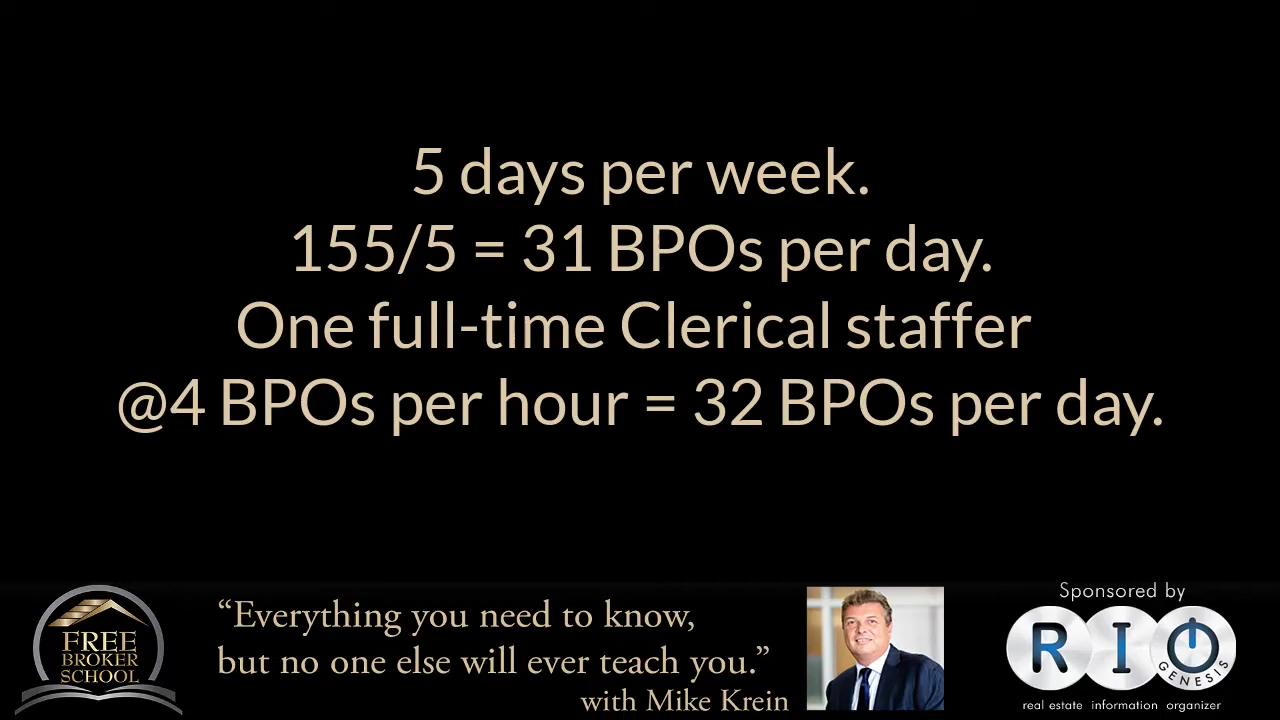 5 days per week.
155/5 = 31 BPOs per day.
One full-time Clerical staffer
@4 BPOs per hour = 32 BPOs per day.
FREE
BROKER
SCHOOL
“Everything you need to know,
but no one else will ever teach you.”
with Mike Krein
Sponsored by
RIO
GENESIS
real estate information organizer